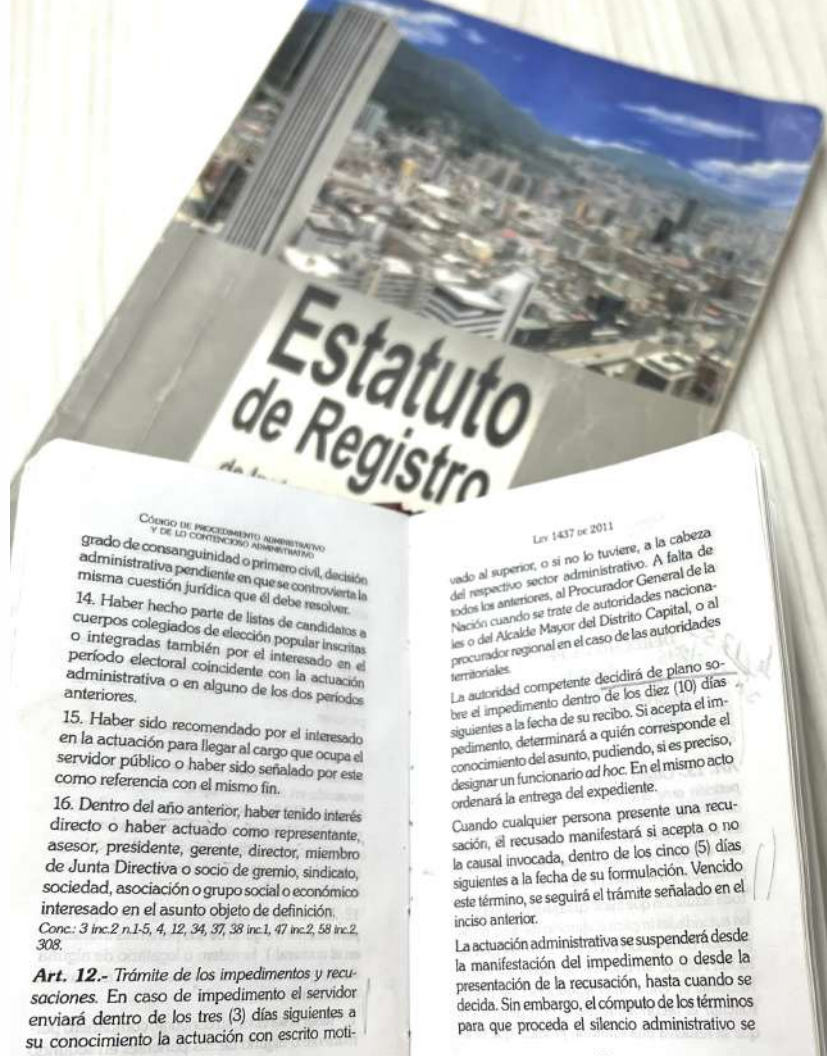 Estatuto
de Registro
CÓDIGO DE PROCEDIMIENTO ADMINISTRATIVO
Y DE LO CONTENCIOSO ADMINISTRATIVO
grado de consanguinidad o primero civil, decisión
administrativa pendiente en que se controvierta la
misma cuestión jurídica que él debe resolver.
14. Haber hecho parte de listas de candidatos a
cuerpos colegiados de elección popular inscritas
o integradas también por el interesado en el
período electoral coincidente con la actuación
administrativa o en alguno de los dos períodos
anteriores.
15. Haber sido recomendado por el interesado
en la actuación para llegar al cargo que ocupa el
servidor público o haber sido señalado por este
como referencia con el mismo fin.
16. Dentro del año anterior, haber tenido interés
directo o haber actuado como representante,
asesor, presidente, gerente, director, miembro
de Junta Directiva o socio de gremio, sindicato,
sociedad, asociación o grupo social o económico
interesado en el asunto objeto de definición.
Conc.: 3 inc.2 n.1-5, 4, 12, 34, 37, 38 inc.1, 47 inc.2, 58 inc.2,
308.
Art. 12.- Trámite de los impedimentos y recu-
saciones. En caso de impedimento el servidor
enviará dentro de los tres (3) días siguientes a
su conocimiento la actuación con escrito moti-
LEY 1437 DE 2011
vado al superior, o si no lo tuviere, a la cabeza
del respectivo sector administrativo. A falta de
todos los anteriores, al Procurador General de la
Nación cuando se trate de autoridades naciona-
les o del Alcalde Mayor del Distrito Capital, o al
procurador regional en el caso de las autoridades
territoriales.
La autoridad competente decidirá de plano so-
bre el impedimento dentro de los diez (10) días
siguientes a la fecha de su recibo. Si acepta el im-
pedimento, determinará a quién corresponde el
conocimiento del asunto, pudiendo, si es preciso,
designar un funcionario ad hoc. En el mismo acto
ordenará la entrega del expediente.
Cuando cualquier persona presente una recu-
sación, el recusado manifestará si acepta o no
la causal invocada, dentro de los cinco (5) días
siguientes a la fecha de su formulación. Vencido
este término, se seguirá el trámite señalado en el
inciso anterior.
La actuación administrativa se suspenderá desde
la manifestación del impedimento o desde la
presentación de la recusación, hasta cuando se
decida. Sin embargo, el cómputo de los términos
para que proceda el silencio administrativo se